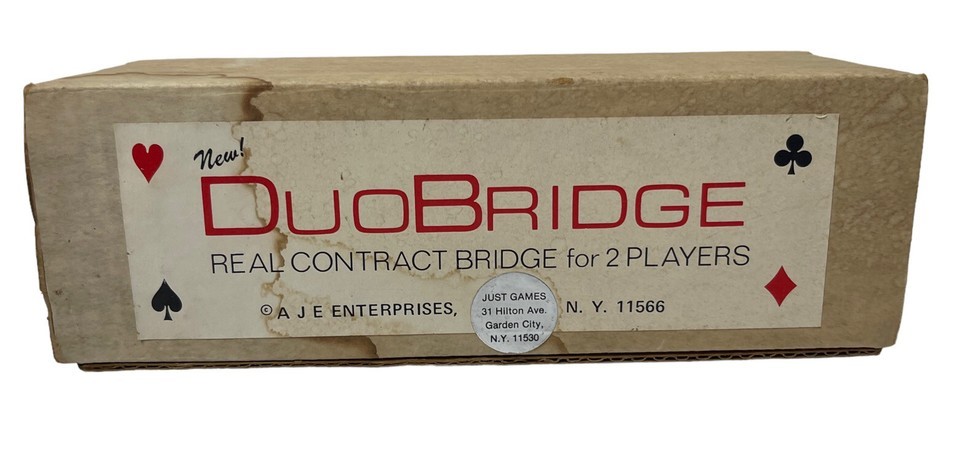 New!
DUOBRIDGE
REAL CONTRACT BRIDGE for 2 PLAYERS
© A J E ENTERPRISES, N. Y. 11566
JUST GAMES
31 Hilton Ave.
Garden City,
N.Y. 11530